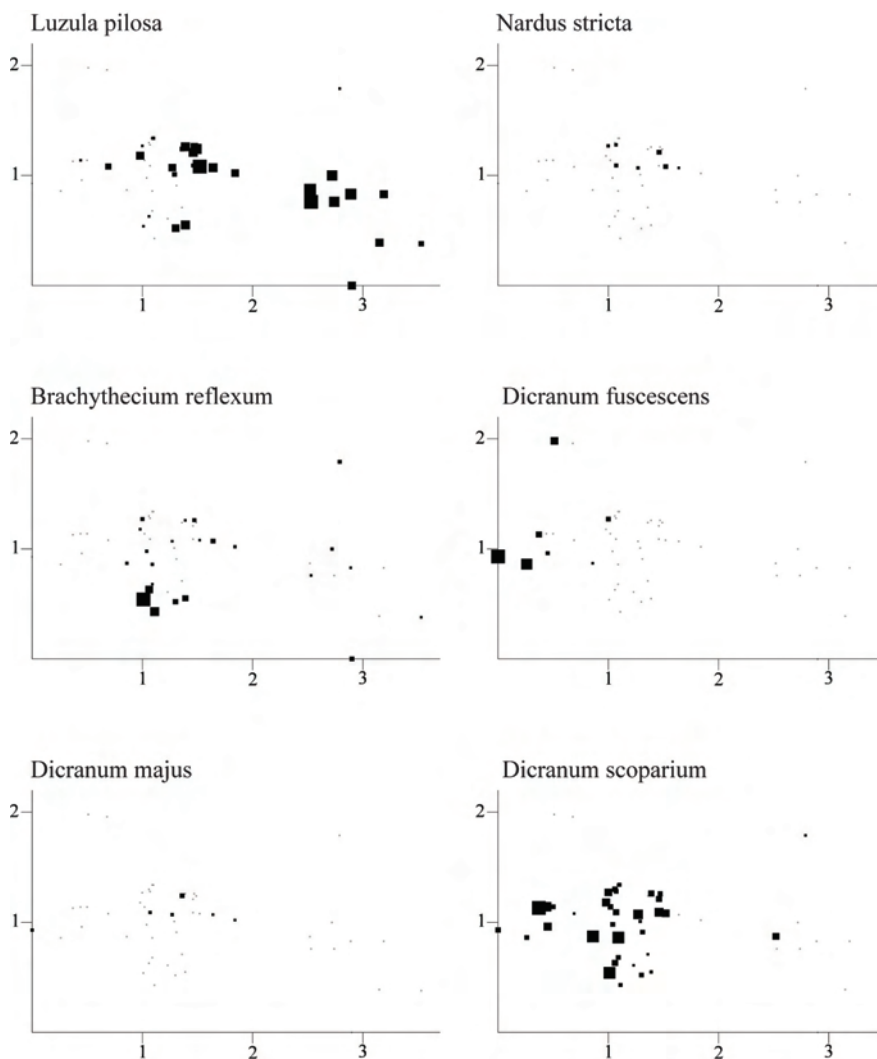 Luzula pilosa
2
1
1 2 3
Nardus stricta
2
1
1 2 3
Brachythecium reflexum
2
1
1 2 3
Dicranum fuscescens
2
1
1 2 3
Dicranum majus
2
1
1 2 3
Dicranum scoparium
2
1
1 2 3